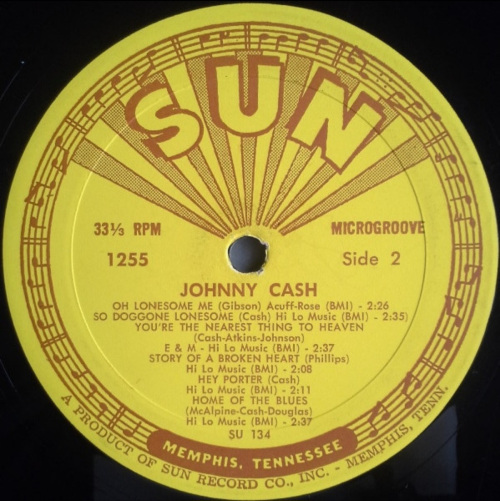 SUN
33⅓ RPM
MICROGROOVE
1255
Side 2
JOHNNY CASH
OH LONESOME ME (Gibson) Acuff-Rose (BMI) - 2:26
SO DOGGONE LONESOME (Cash) Hi Lo Music (BMI) - 2:35)
YOU'RE THE NEAREST THING TO HEAVEN
(Cash-Atkins-Johnson)
E & M - Hi Lo Music (BMI) - 2:37
STORY OF A BROKEN HEART (Phillips)
Hi Lo Music (BMI) - 2:08
HEY PORTER (Cash)
Hi Lo Music (BMI) - 2:11
HOME OF THE BLUES
(McAlpine-Cash-Douglas)
Hi Lo Music (BMI) - 2:37
SU 134
MEMPHIS, TENNESSEE
A PRODUCT OF SUN RECORD CO., INC. - MEMPHIS, TENN.